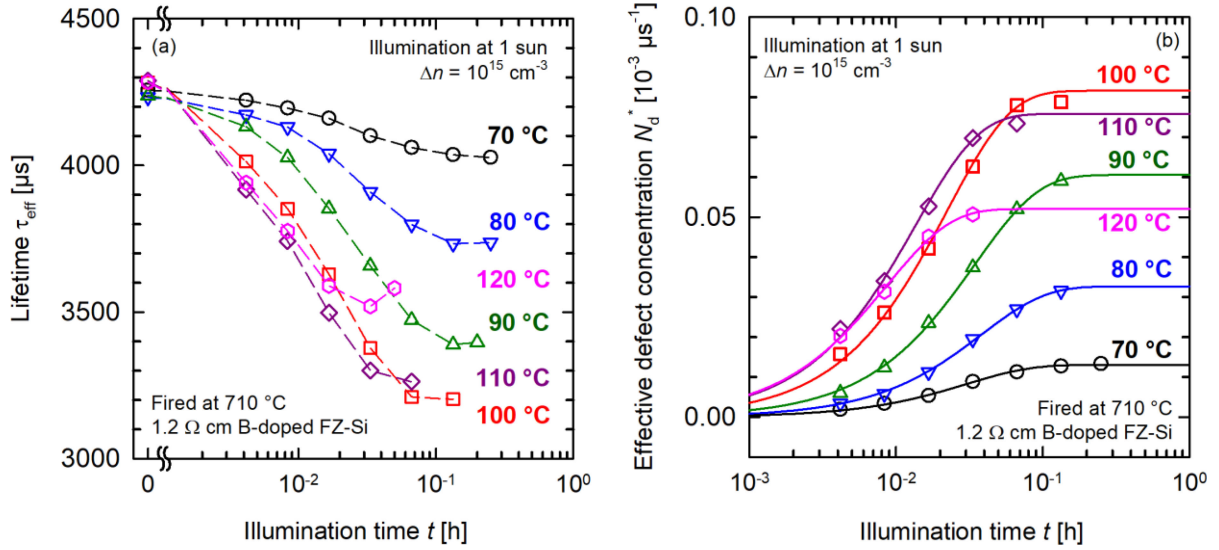 4500
4000
3500
3000
Lifetime τeff [µs]
(a)
Illumination at 1 sun
Δn = 10¹⁵ cm⁻³
70 °C
80 °C
120 °C
90 °C
110 °C
100 °C
Fired at 710 °C
1.2 Ω cm B-doped FZ-Si
0 10⁻² 10⁻¹ 10⁰
Illumination time t [h]
0.10
0.05
0.00
Effective defect concentration Nd* [10⁻³ µs⁻¹]
Illumination at 1 sun
(b)
Δn = 10¹⁵ cm⁻³
100 °C
110 °C
90 °C
120 °C
80 °C
70 °C
Fired at 710 °C
1.2 Ω cm B-doped FZ-Si
10⁻³ 10⁻² 10⁻¹ 10⁰
Illumination time t [h]